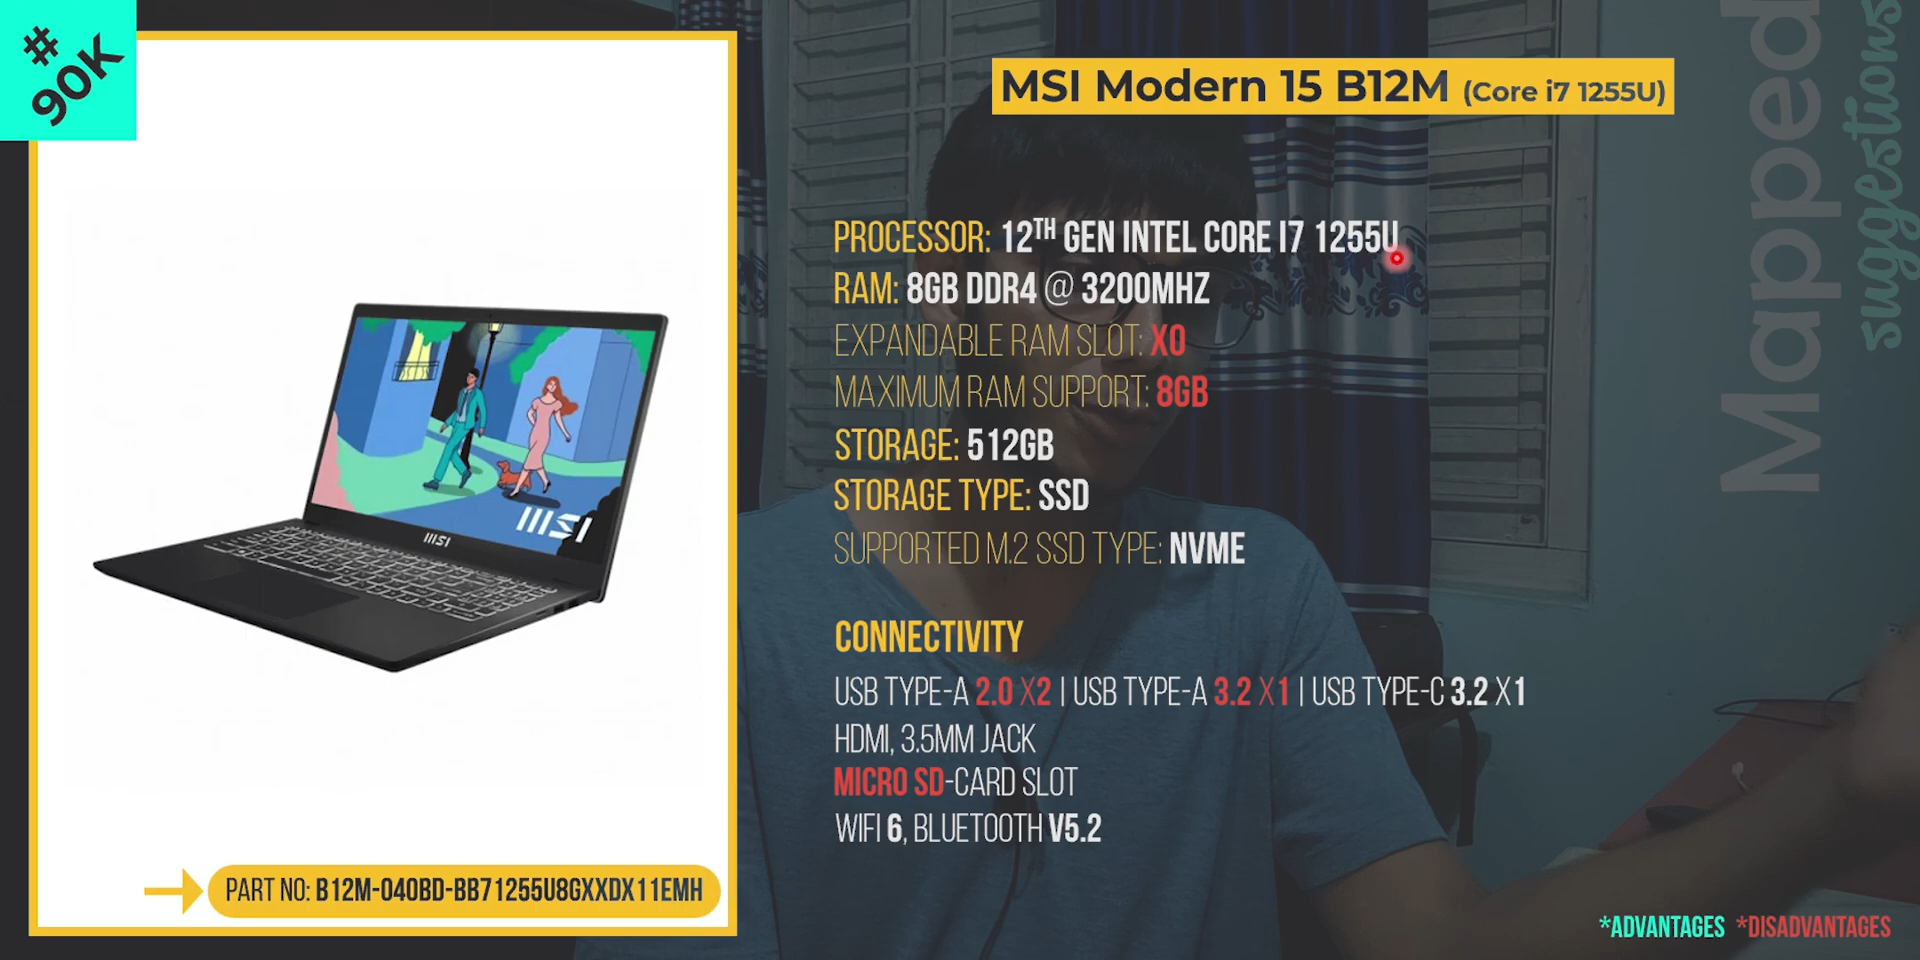 #
90K
MSI Modern 15 B12M (Core i7 1255U)
Mapped
suggestions
PROCESSOR: 12TH GEN INTEL CORE I7 1255U
RAM: 8GB DDR4 @ 3200MHZ
EXPANDABLE RAM SLOT: X0
MAXIMUM RAM SUPPORT: 8GB
STORAGE: 512GB
STORAGE TYPE: SSD
SUPPORTED M.2 SSD TYPE: NVME
CONNECTIVITY
USB TYPE-A 2.0 X2 | USB TYPE-A 3.2 X1 | USB TYPE-C 3.2 X1
HDMI, 3.5MM JACK
MICRO SD-CARD SLOT
WIFI 6, BLUETOOTH V5.2
msi
msi
PART NO: B12M-040BD-BB71255U8GXXDX11EMH
*ADVANTAGES *DISADVANTAGES